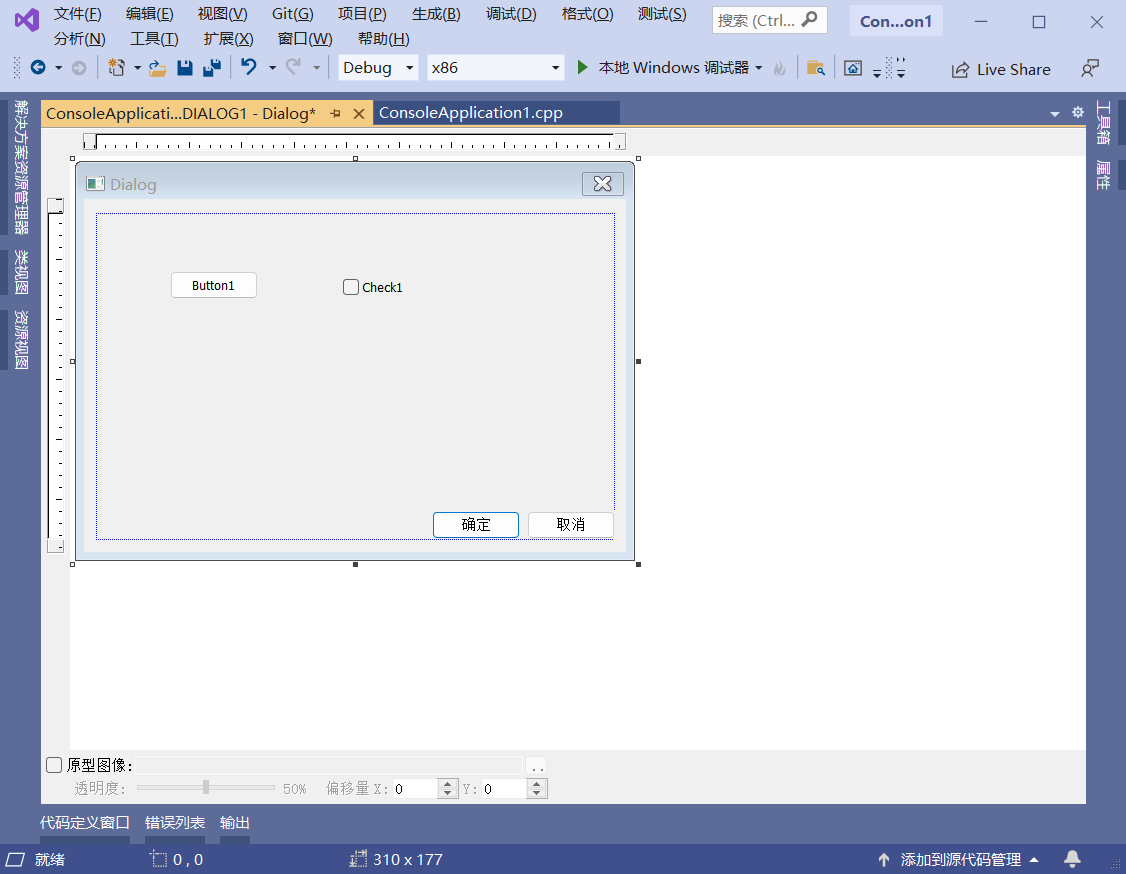 文件(F) 编辑(E) 视图(V) Git(G) 项目(P) 生成(B) 调试(D) 格式(O) 测试(S) 搜索 (Ctrl... Con...on1
分析(N) 工具(T) 扩展(X) 窗口(W) 帮助(H)
Debug x86 本地 Windows 调试器 Live Share
ConsoleApplicati...DIALOG1 - Dialog* ConsoleApplication1.cpp
解决方案资源管理器
类视图
资源视图
工具箱
属性
Dialog
Button1 Check1
确定 取消
原型图像: ..
透明度: 50% 偏移量 X: 0 Y: 0
代码定义窗口 错误列表 输出
就绪 0 , 0 310 x 177 添加到源代码管理